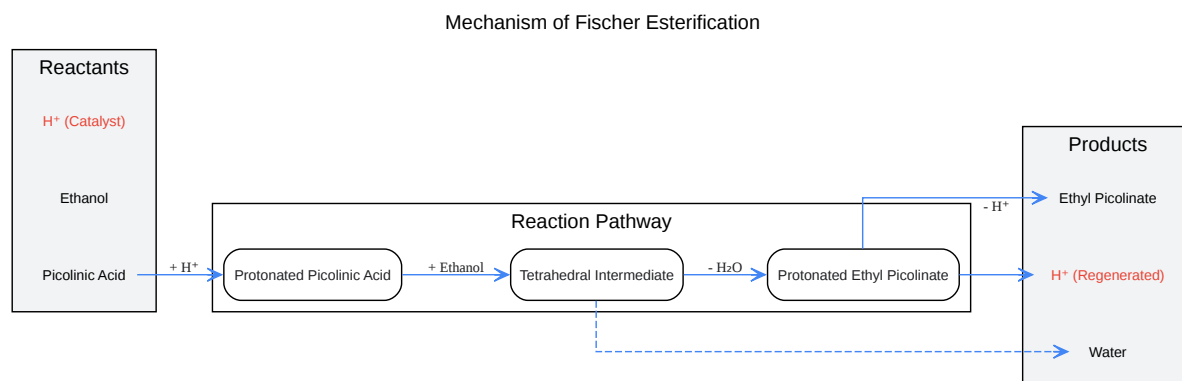 Mechanism of Fischer Esterification
Reactants
H⁺ (Catalyst)
Ethanol
Picolinic Acid
+ H⁺
Reaction Pathway
Protonated Picolinic Acid
+ Ethanol
Tetrahedral Intermediate
- H₂O
Protonated Ethyl Picolinate
- H⁺
Products
Ethyl Picolinate
H⁺ (Regenerated)
Water